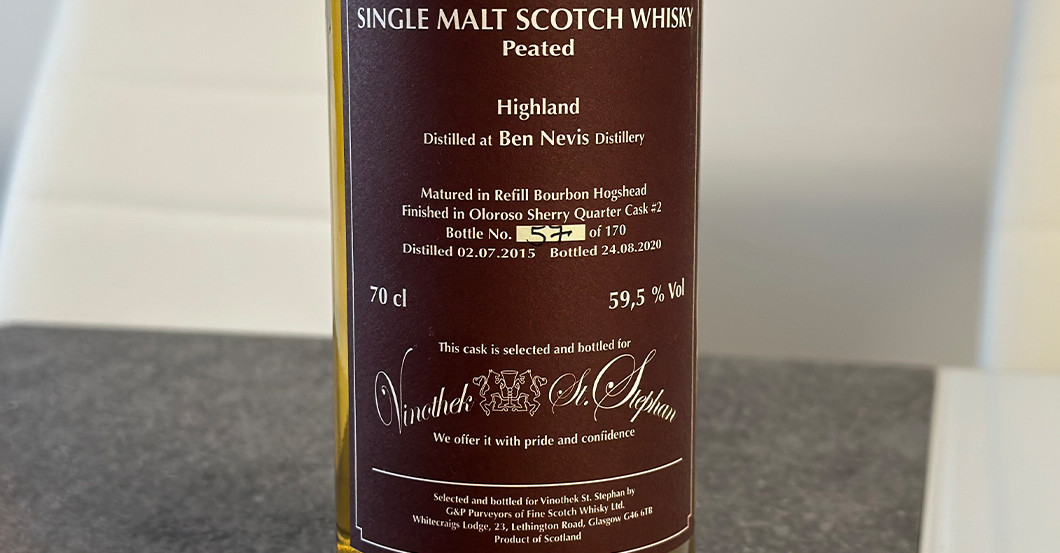 SINGLE MALT SCOTCH WHISKY
Peated
Highland
Distilled at Ben Nevis Distillery
Matured in Refill Bourbon Hogshead
Finished in Oloroso Sherry Quarter Cask #2
Bottle No. 57 of 170
Distilled 02.07.2015 Bottled 24.08.2020
70 cl 59,5 % Vol
This cask is selected and bottled for
Vinothek St. Stephan
We offer it with pride and confidence
Selected and bottled for Vinothek St. Stephan by
G&P Purveyors of Fine Scotch Whisky Ltd.
Whitecraigs Lodge, 23, Lethington Road, Glasgow G46 6TB
Product of Scotland